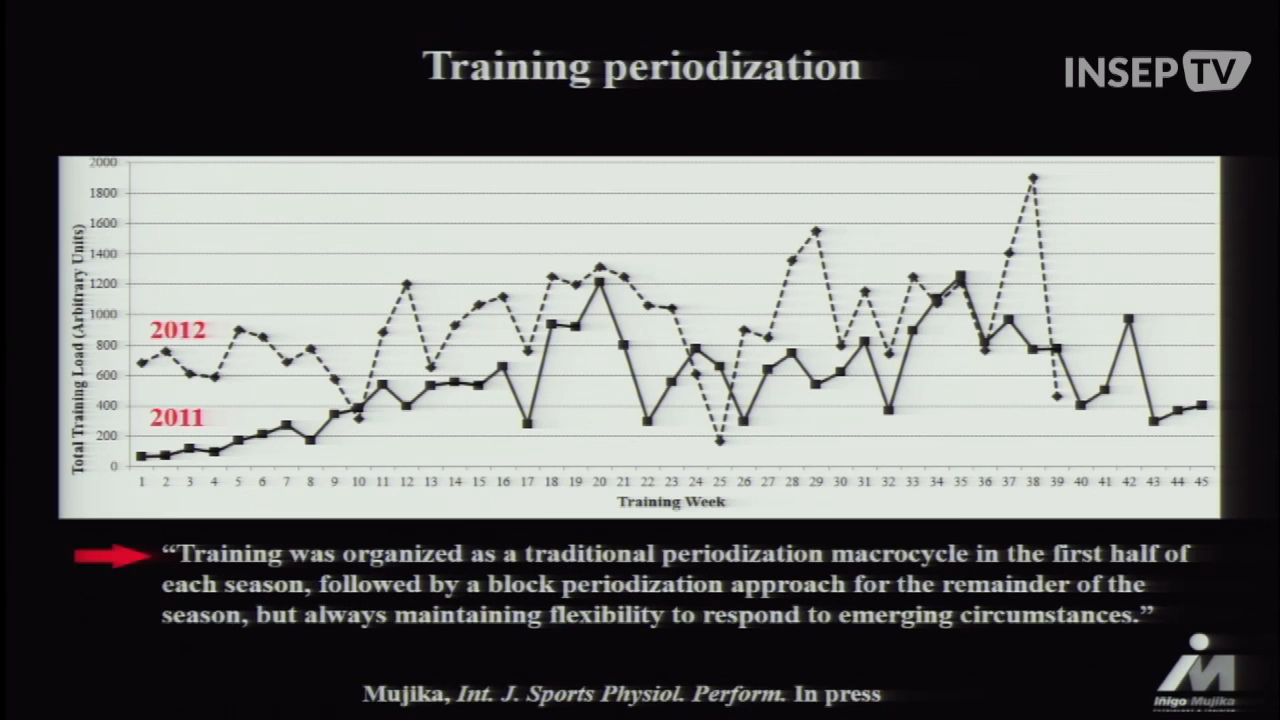 Training periodization
INSEP TV
2000
1800
1600
1400
1200
1000
800
600
400
200
0
Total Training Load (Arbitrary Units)
2012
2011
1 2 3 4 5 6 7 8 9 10 11 12 13 14 15 16 17 18 19 20 21 22 23 24 25 26 27 28 29 30 31 32 33 34 35 36 37 38 39 40 41 42 43 44 45
Training Week
“Training was organized as a traditional periodization macrocycle in the first half of
each season, followed by a block periodization approach for the remainder of the
season, but always maintaining flexibility to respond to emerging circumstances.”
Mujika, Int. J. Sports Physiol. Perform. In press
Iñigo Mujika